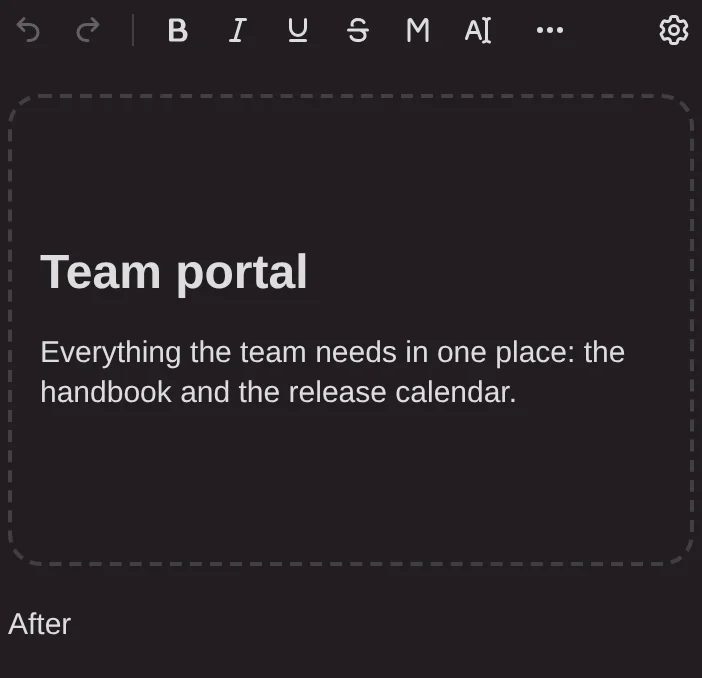 B I U S M A
Team portal
Everything the team needs in one place: the
handbook and the release calendar.
After